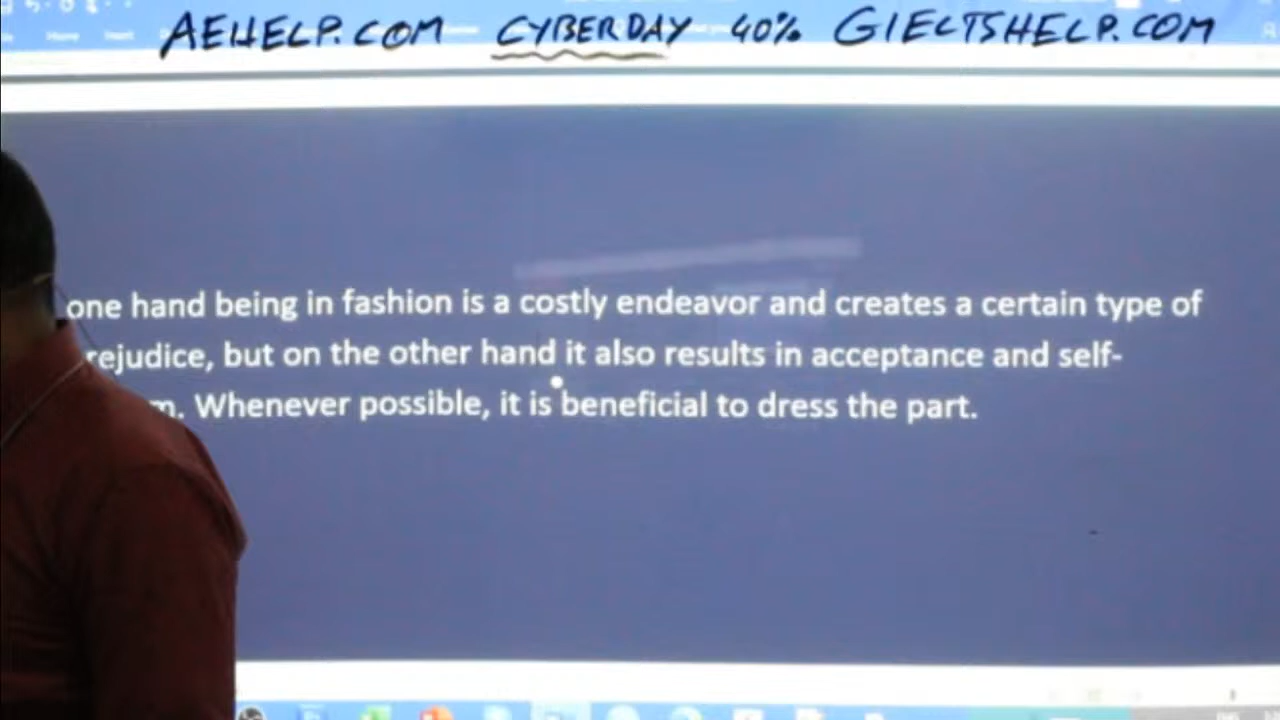 AEHELP.COM CYBERDAY 40% GIELTSHELP.COM
one hand being in fashion is a costly endeavor and creates a certain type of
rejudice, but on the other hand it also results in acceptance and self-
m. Whenever possible, it is beneficial to dress the part.